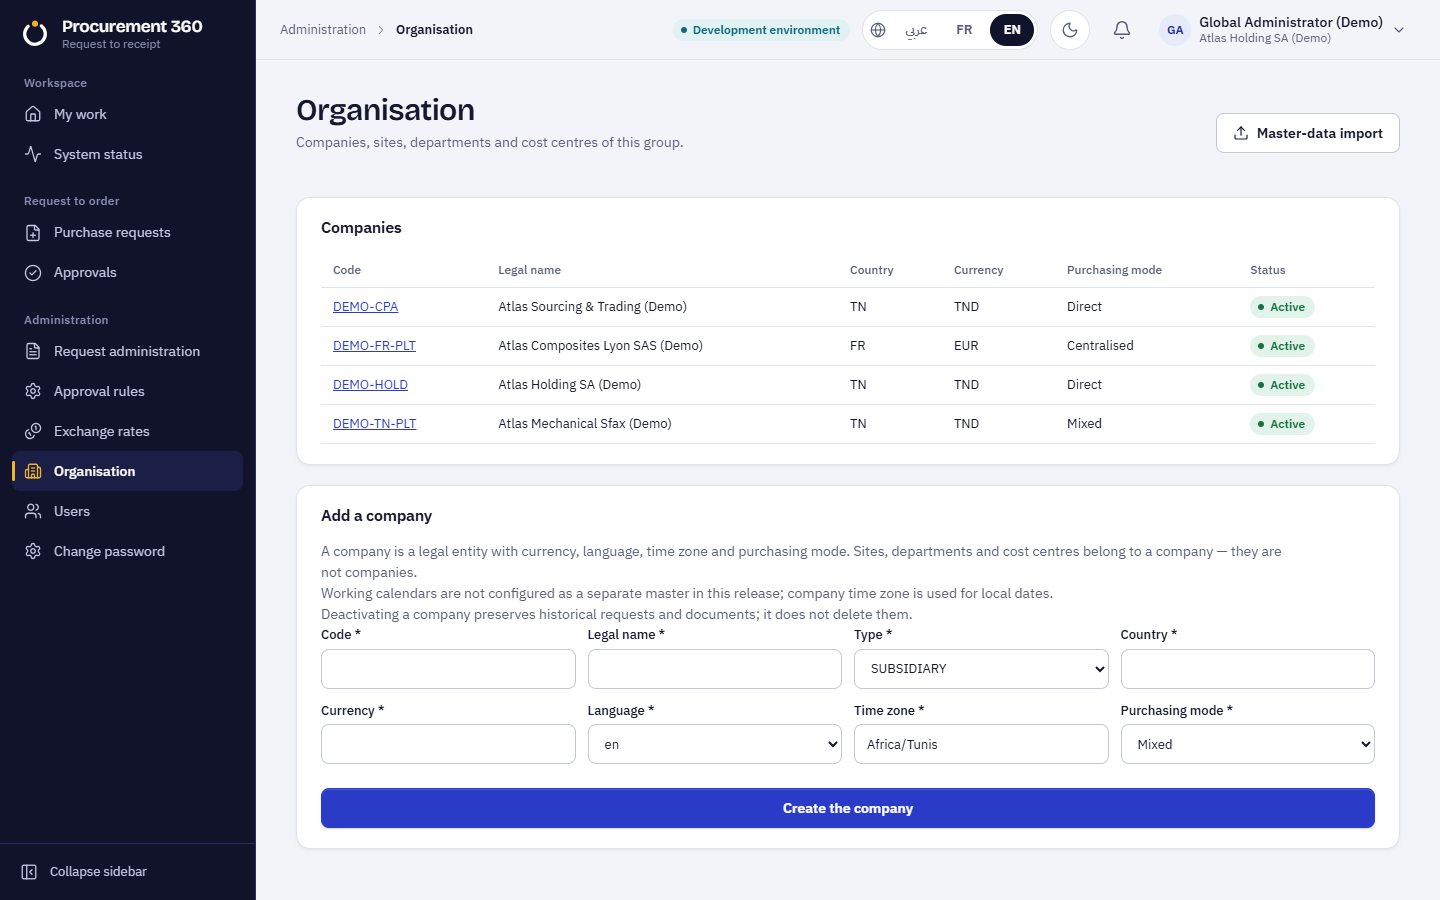 Procurement 360
Request to receipt
Workspace
My work
System status
Request to order
Purchase requests
Approvals
Administration
Request administration
Approval rules
Exchange rates
Organisation
Users
Change password
Collapse sidebar
Administration > Organisation
Development environment
عربي FR EN
GA
Global Administrator (Demo)
Atlas Holding SA (Demo)
Organisation
Companies, sites, departments and cost centres of this group.
Master-data import
Companies
Code Legal name Country Currency Purchasing mode Status
DEMO-CPA Atlas Sourcing & Trading (Demo) TN TND Direct Active
DEMO-FR-PLT Atlas Composites Lyon SAS (Demo) FR EUR Centralised Active
DEMO-HOLD Atlas Holding SA (Demo) TN TND Direct Active
DEMO-TN-PLT Atlas Mechanical Sfax (Demo) TN TND Mixed Active
Add a company
A company is a legal entity with currency, language, time zone and purchasing mode. Sites, departments and cost centres belong to a company — they are
not companies.
Working calendars are not configured as a separate master in this release; company time zone is used for local dates.
Deactivating a company preserves historical requests and documents; it does not delete them.
Code * Legal name * Type * Country *
SUBSIDIARY
Currency * Language * Time zone * Purchasing mode *
en Africa/Tunis Mixed
Create the company